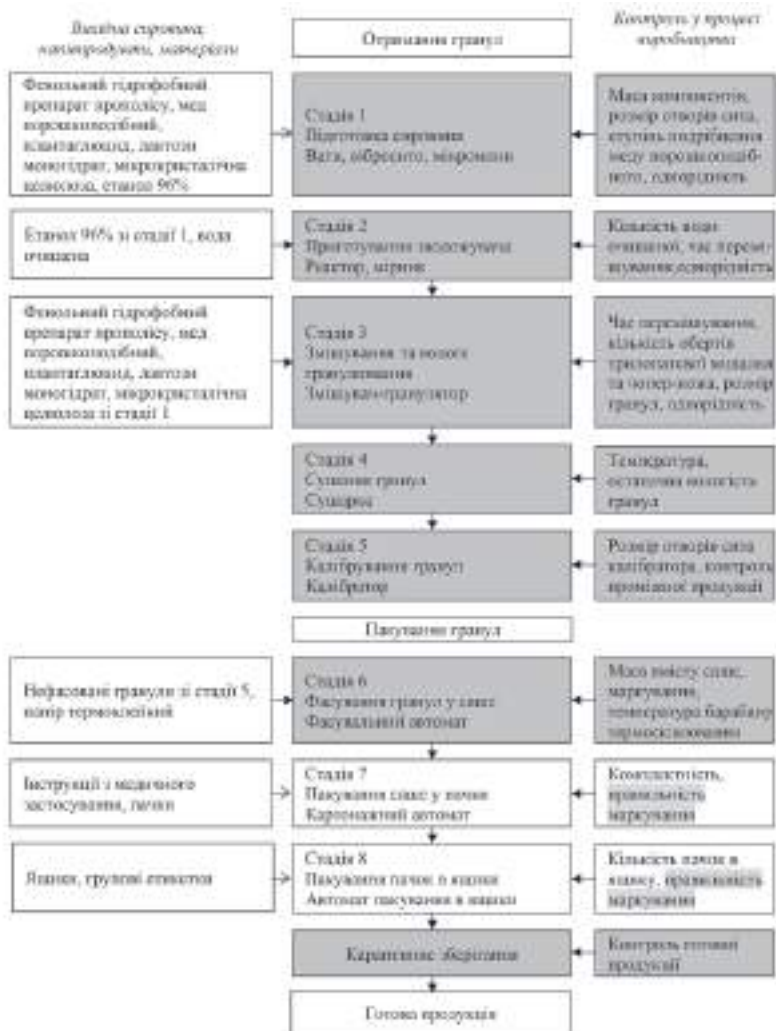 Вихідна сировина,
напівпродукти, матеріали
Отримання гранул
Контроль у процесі
виробництва
Фенольний гідрофобний
препарат прополісу, мед
порошкоподібний,
плантаглюцид, лактози
моногідрат, мікрокристалічна
целюлоза, етанол 96%
Стадія 1
Підготовка сировини
Ваги, вібросито, мікромлин
Маса компонентів,
розмір отворів сита,
ступінь подрібнення
меду порошкоподіб-
ного, однорідність
Етанол 96% зі стадії 1, вода
очищена
Стадія 2
Приготування зволожувача
Реактор, мірник
Кількість води
очищеної, час перемі-
шування, однорідність
Фенольний гідрофобний
препарат прополісу, мед
порошкоподібний,
плантаглюцид, лактози
моногідрат, мікрокристалічна
целюлоза зі стадії 1
Стадія 3
Змішування та вологе
гранулювання
Змішувач-гранулятор
Час перемішування,
кількість обертів
трилопатевої мішалки
та чопер-ножа, розмір
гранул, однорідність
Стадія 4
Сушіння гранул
Сушарка
Температура,
остаточна вологість
гранул
Стадія 5
Калібрування гранул
Калібратор
Розмір отворів сита
калібратора, контроль
проміжної продукції
Пакування гранул
Нефасовані гранули зі стадії 5,
папір термоклейкий
Стадія 6
Фасування гранул у саше
Фасувальний автомат
Маса вмісту саше,
маркування,
температура барабану
термосклеювання
Інструкції з медичного
застосування, пачки
Стадія 7
Пакування саше у пачки
Картонажний автомат
Комплектність,
правильність
маркування
Ящики, групові етикетки
Стадія 8
Пакування пачок в ящики
Автомат пакування в ящики
Кількість пачок в
ящику, правильність
маркування
Карантинне зберігання
Контроль готової
продукції
Готова продукція